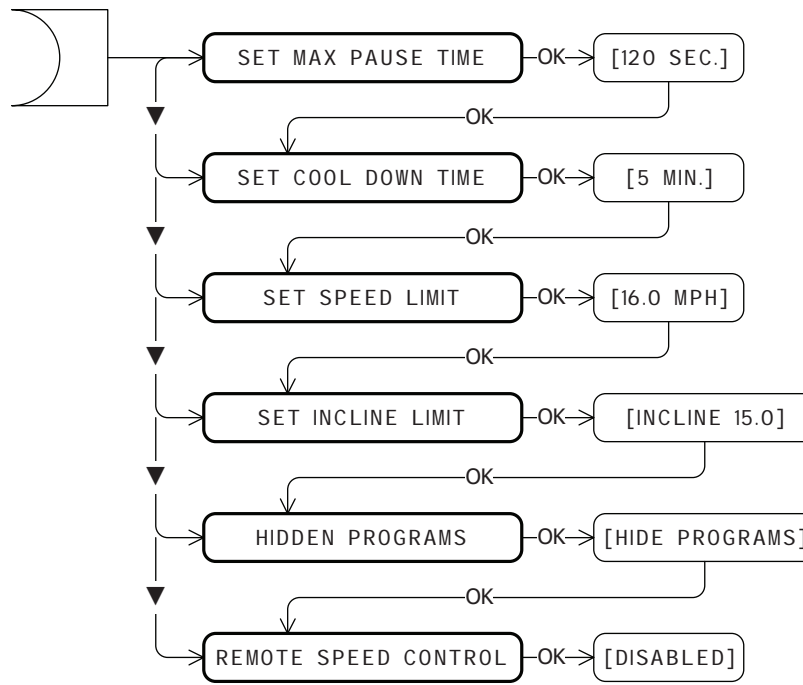 SET MAX PAUSE TIME OK [120 SEC.]
OK
▼
SET COOL DOWN TIME OK [5 MIN.]
OK
▼
SET SPEED LIMIT OK [16.0 MPH]
OK
▼
SET INCLINE LIMIT OK [INCLINE 15.0]
OK
▼
HIDDEN PROGRAMS OK [HIDE PROGRAMS]
OK
▼
REMOTE SPEED CONTROL OK [DISABLED]